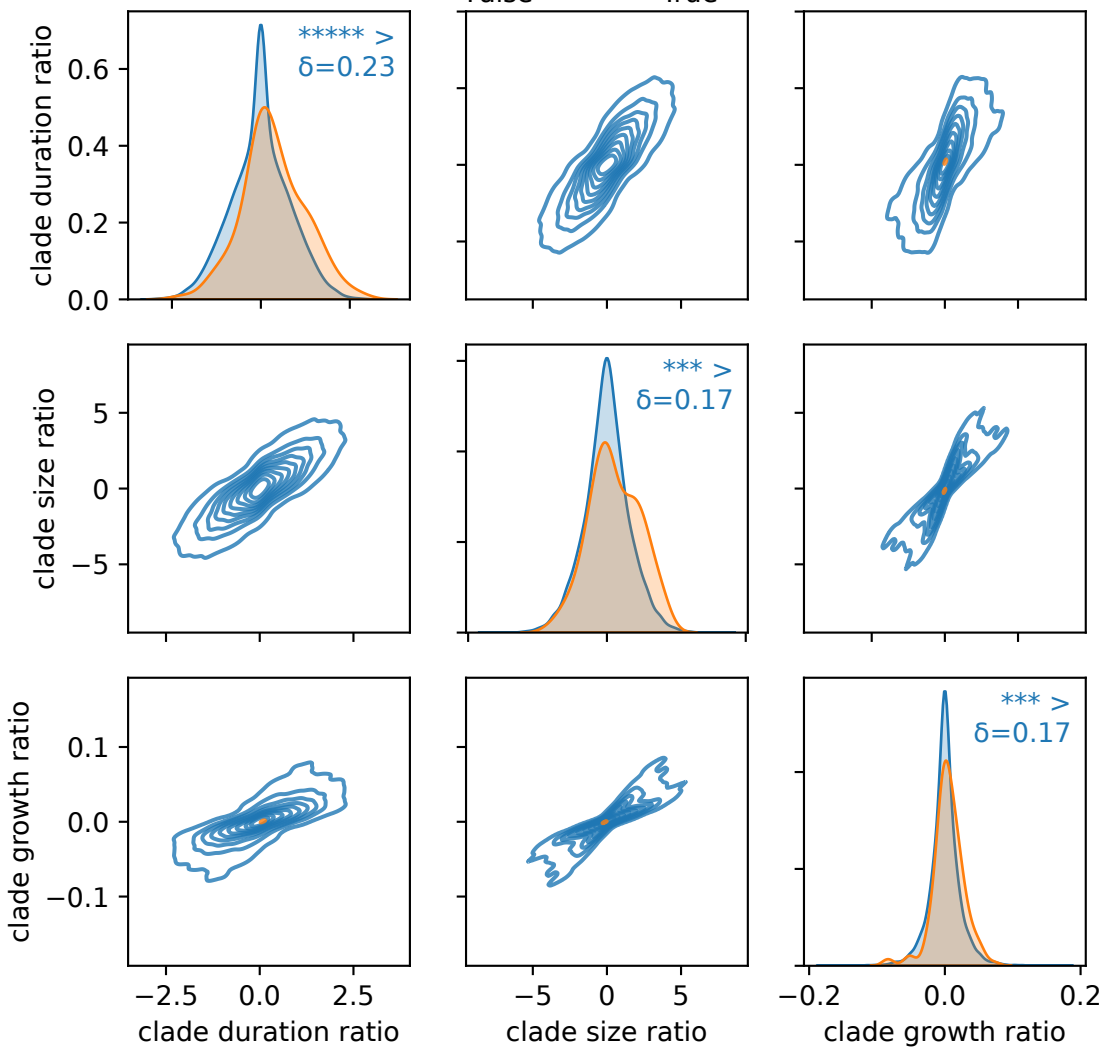 True
0.6
0.4
0.2
0.0
clade duration ratio
***** >
δ=0.23
5
0
−5
clade size ratio
*** >
δ=0.17
0.1
0.0
−0.1
clade growth ratio
*** >
δ=0.17
−2.5 0.0 2.5
−5 0 5
−0.2 0.0 0.2
clade duration ratio
clade size ratio
clade growth ratio